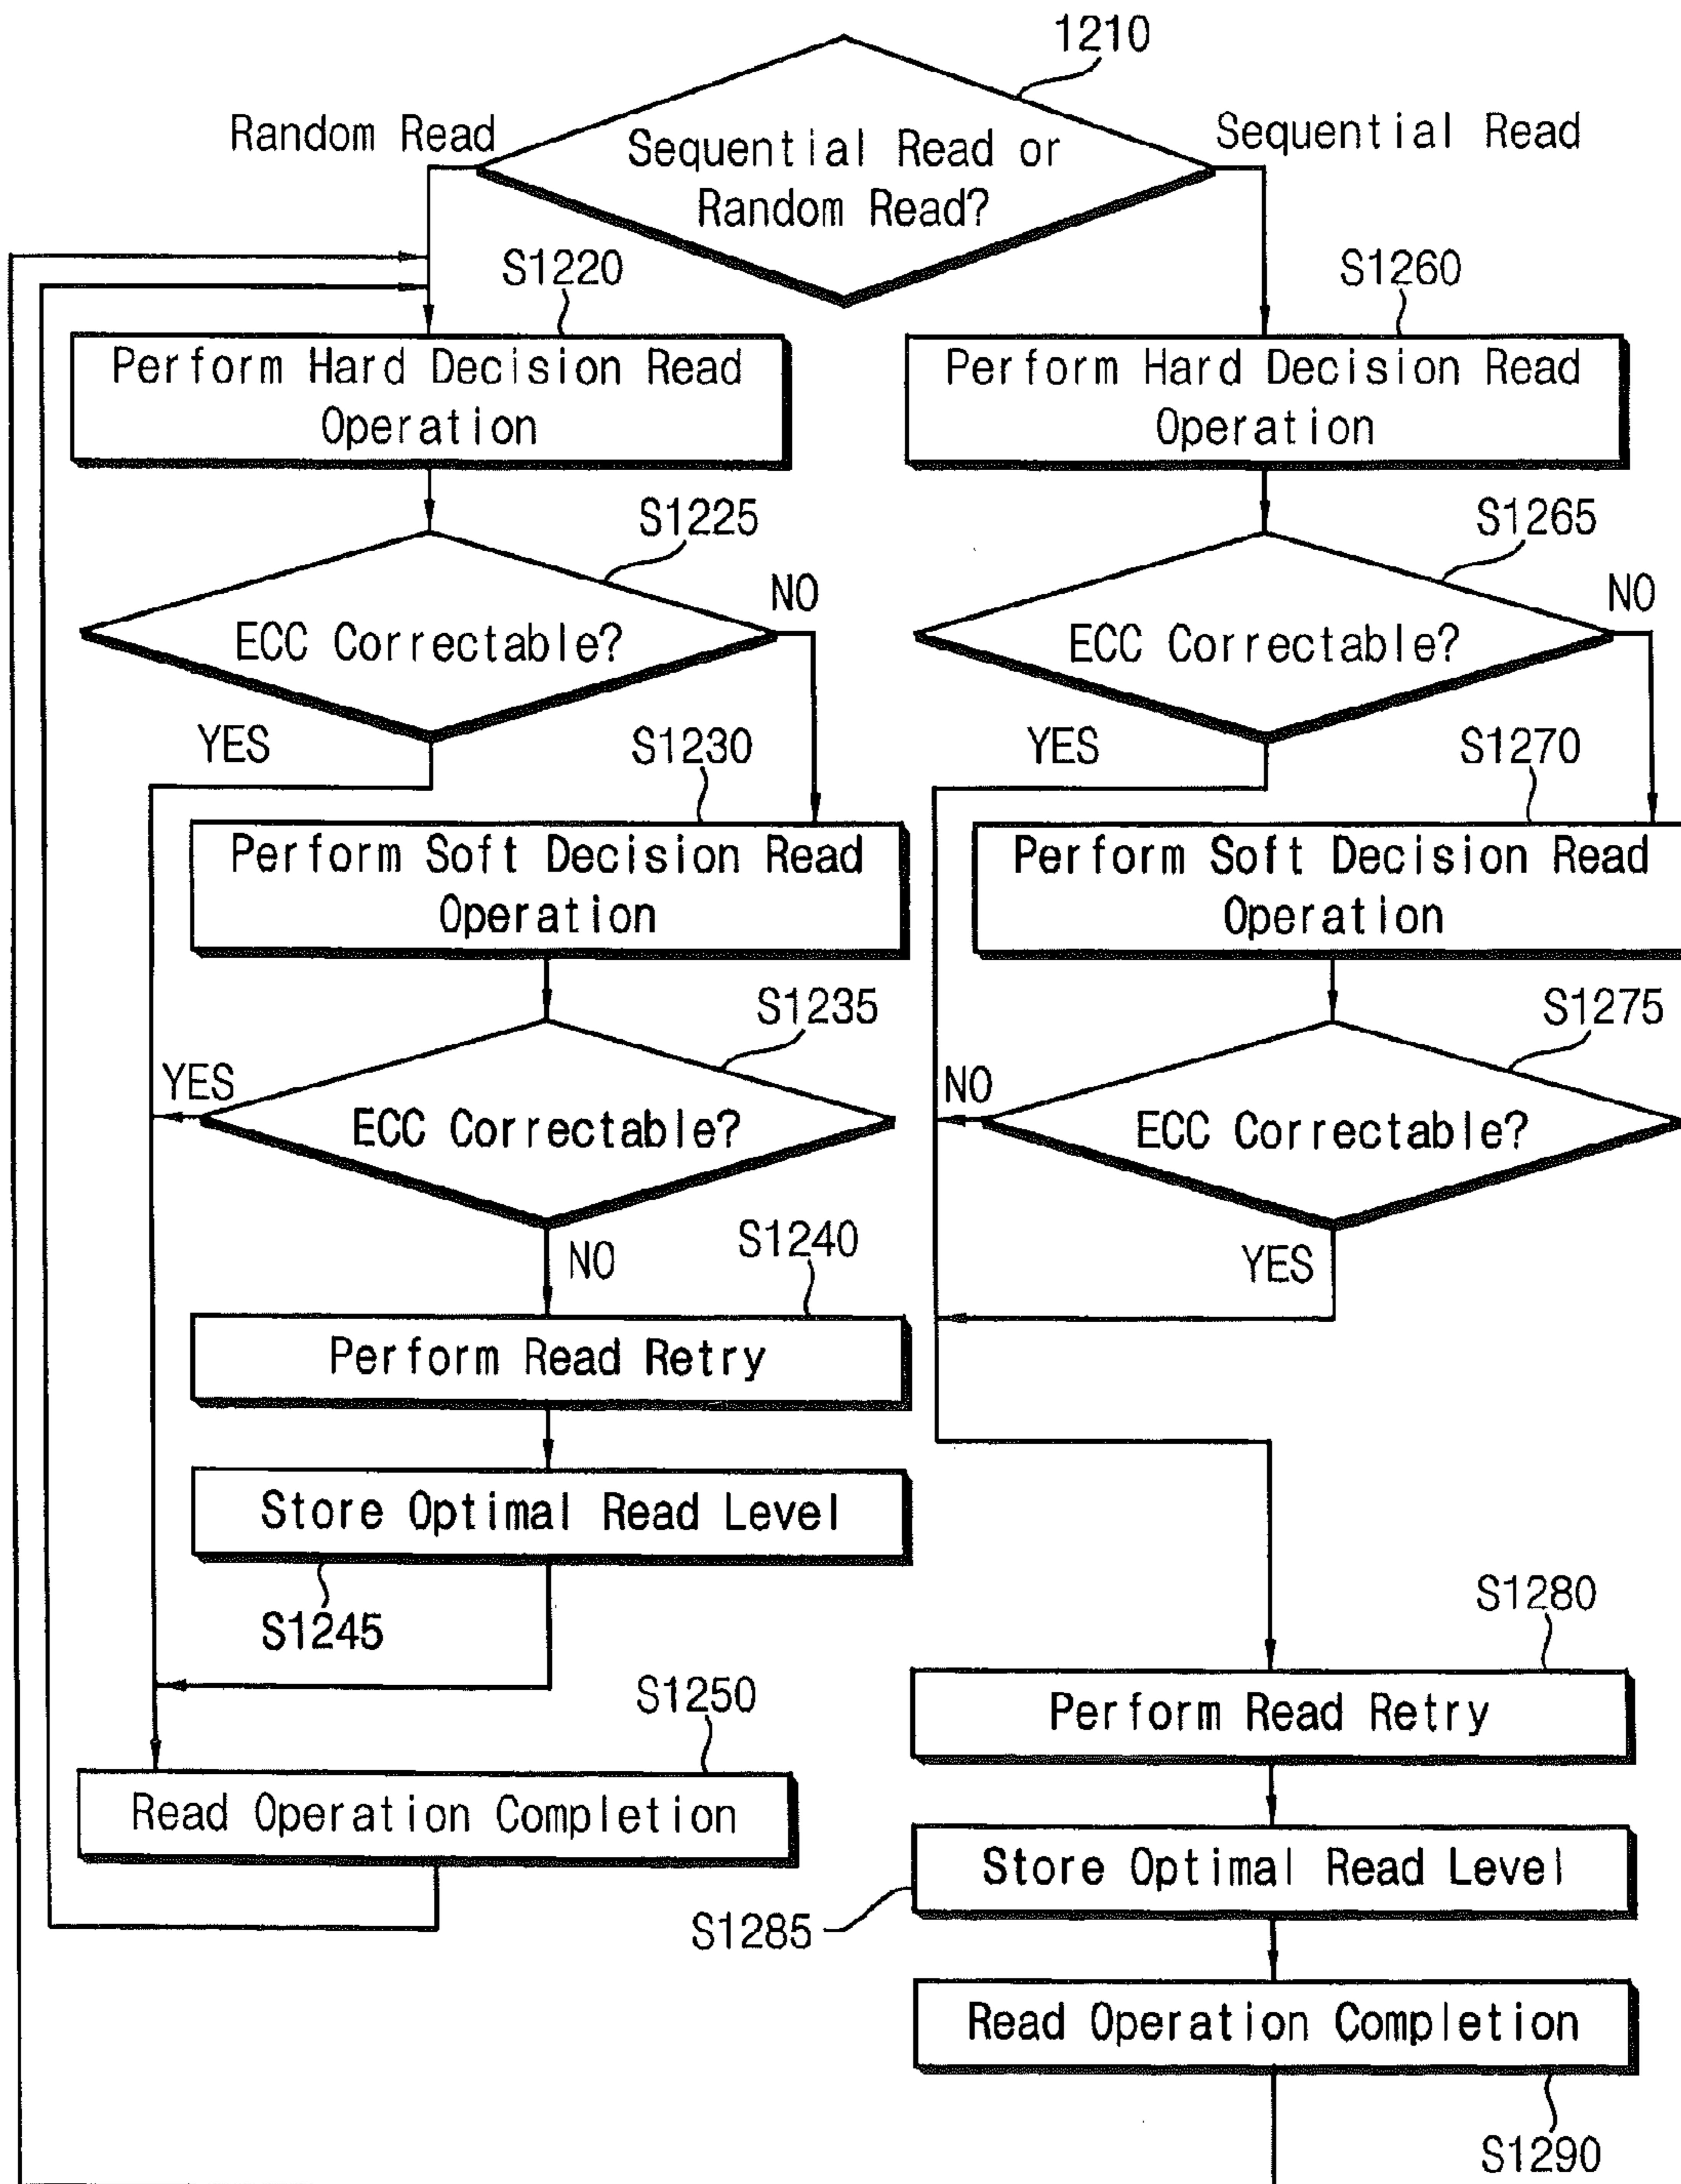 1210
Random Read
Sequential Read
Sequential Read or
Random Read?
S1220
S1260
Perform Hard Decision Read
Operation
Perform Hard Decision Read
Operation
S1225
S1265
NO
NO
ECC Correctable?
ECC Correctable?
YES
S1230
YES
S1270
Perform Soft Decision Read
Operation
Perform Soft Decision Read
Operation
S1235
S1275
YES
NO
ECC Correctable?
ECC Correctable?
NO
S1240
YES
Perform Read Retry
Store Optimal Read Level
S1245
S1280
S1250
Perform Read Retry
Read Operation Completion
Store Optimal Read Level
S1285
Read Operation Completion
S1290